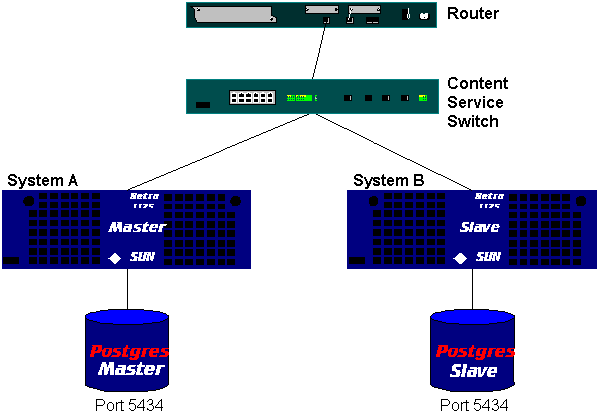 Router
Content
Service
Switch
System A
System B
Netra
1125
Master
SUN
Netra
1125
Slave
SUN
Postgres
Master
Postgres
Slave
Port 5434
Port 5434